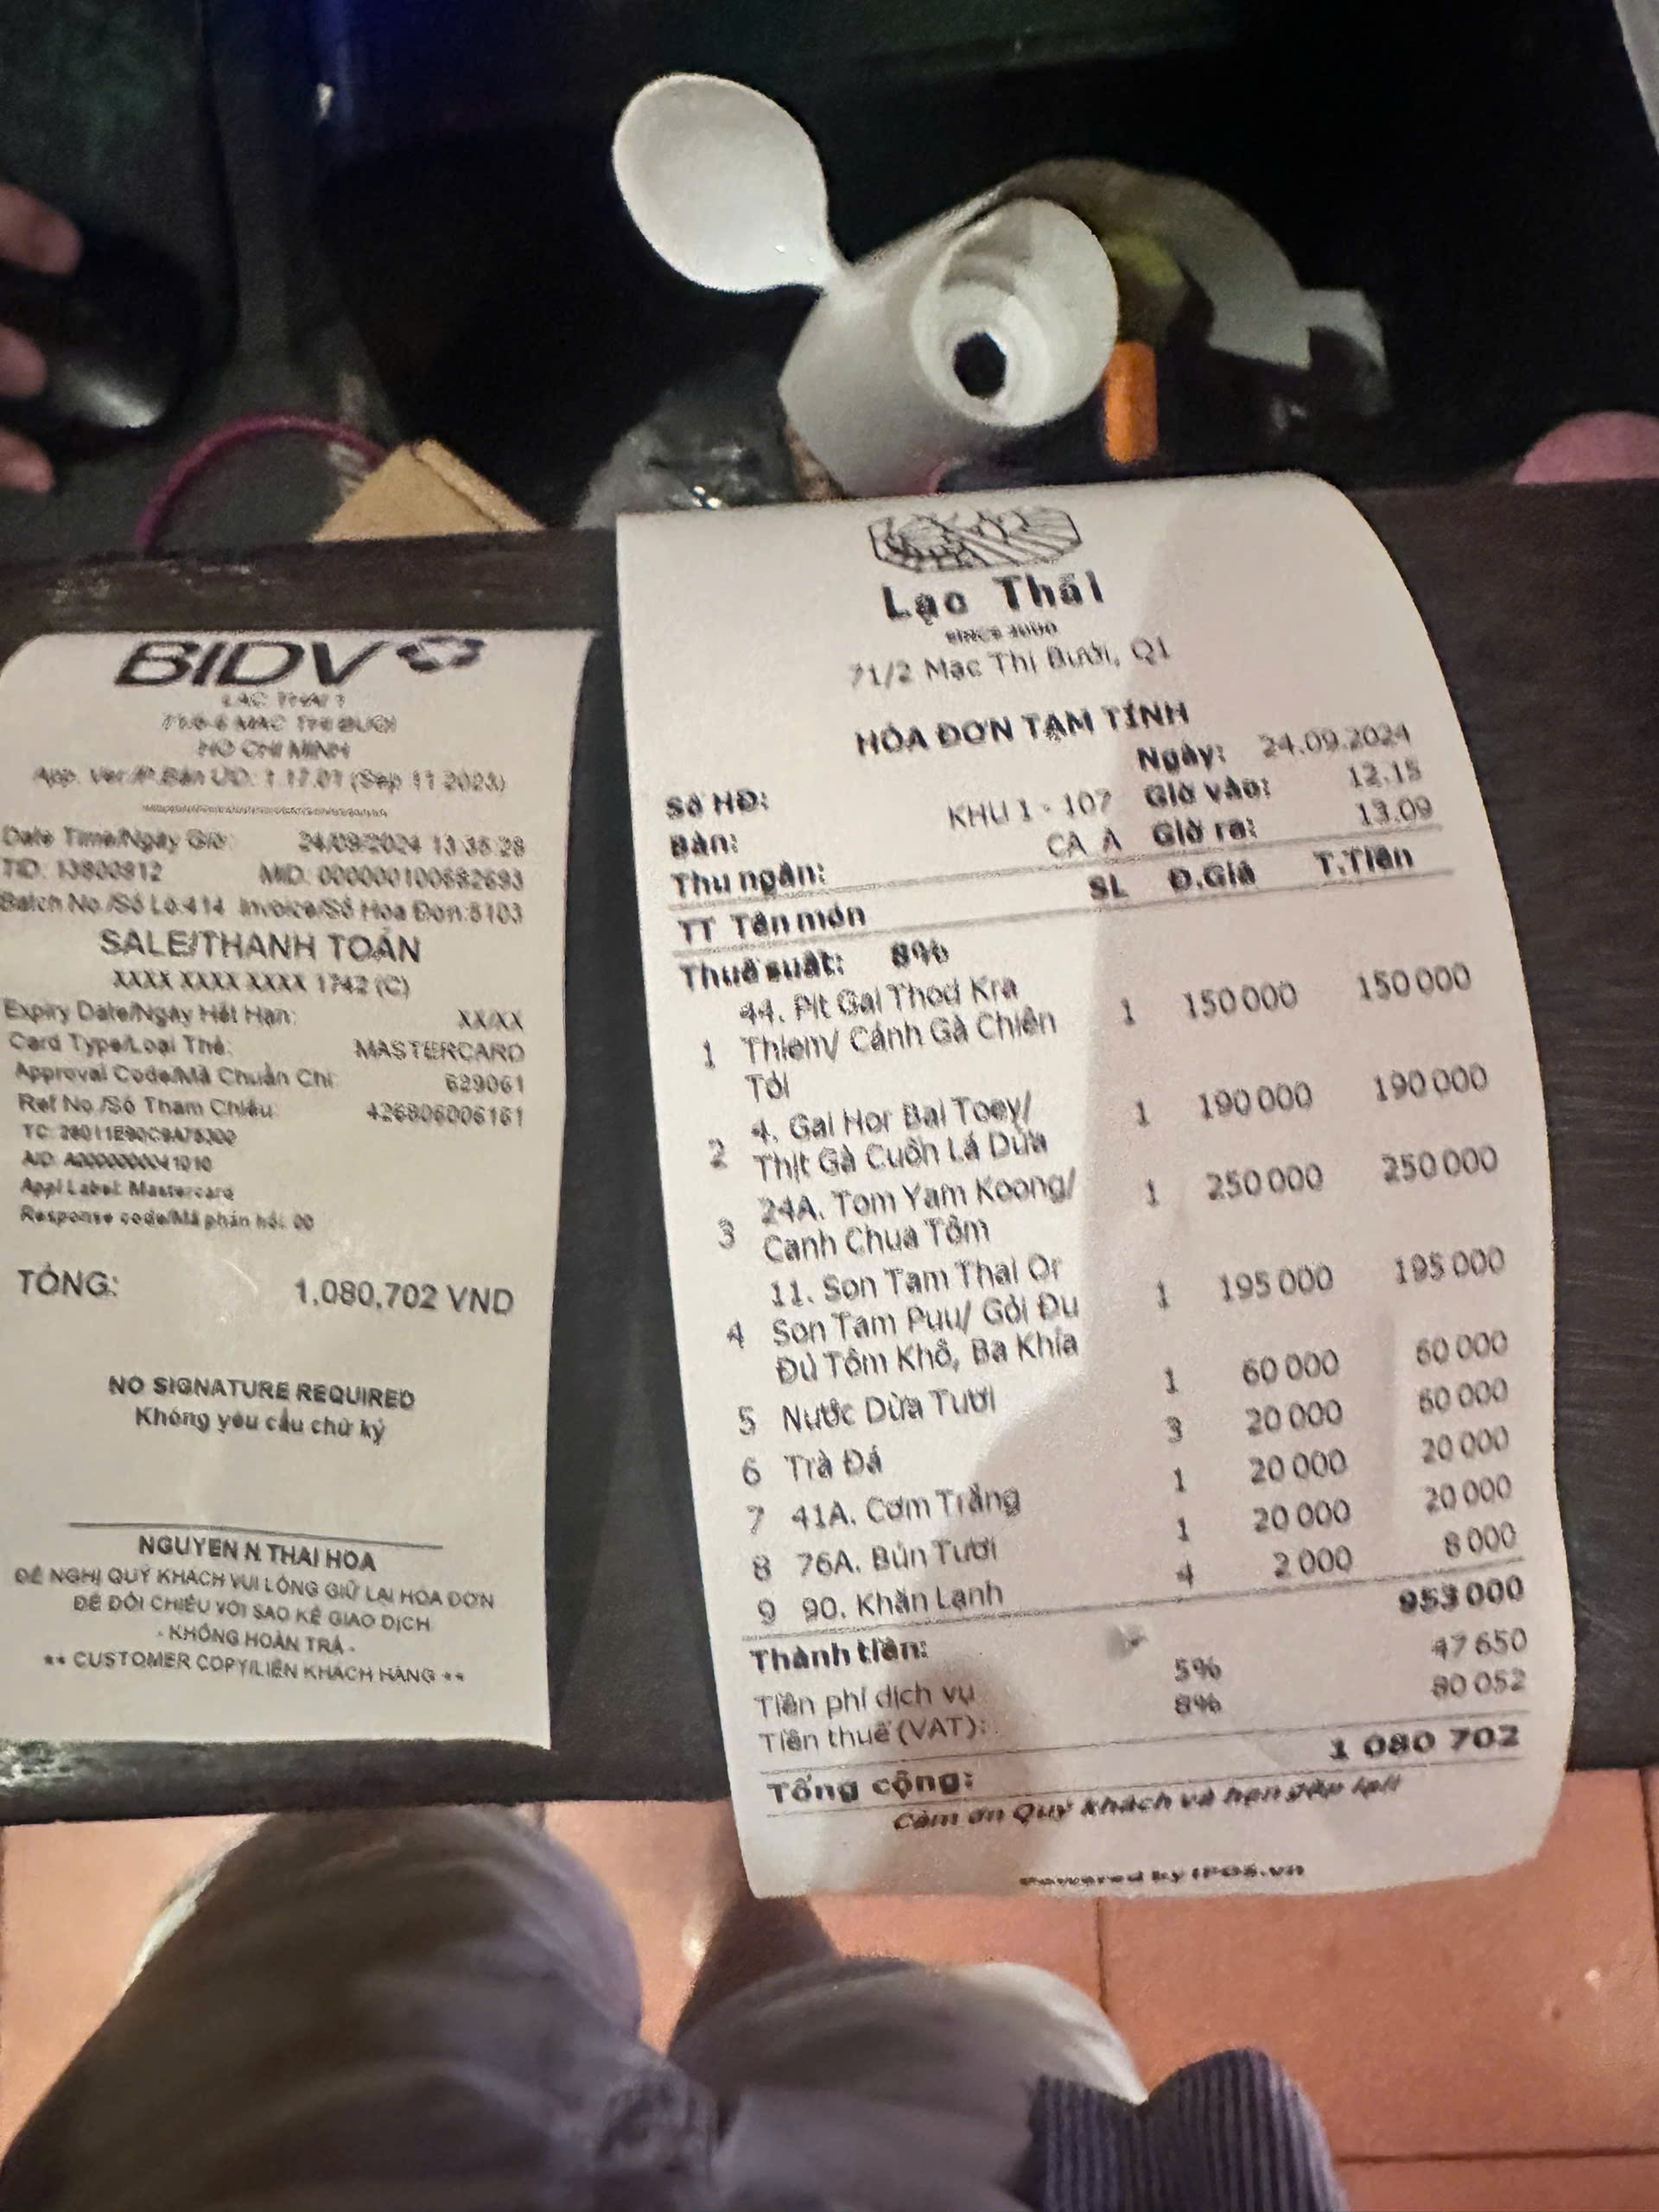 BIDV
LAC THAI 1
71/6-8 MAC THI BUOI
HO CHI MINH
App. Ver./P.Bản ÚD: 1.17.01 (Sep 11 2023)
Date Time/Ngày Giờ: 24/09/2024 13:35:28
TID: 13800912 MID: 000000100682693
Batch No./Số Lô:414 Invoice/Số Hóa Đơn:5103
SALE/THANH TOÁN
XXXX XXXX XXXX 1742 (C)
Expiry Date/Ngày Hết Hạn: XX/XX
Card Type/Loại Thẻ: MASTERCARD
Approval Code/Mã Chuẩn Chi: 629061
Ref No./Số Tham Chiếu: 426806006161
AID: A0000000041010
Appl Label: Mastercard
Response code/Mã phản hồi: 00
TỔNG: 1,080,702 VND
NO SIGNATURE REQUIRED
Không yêu cầu chữ ký
NGUYEN N THAI HOA
ĐỀ NGHỊ QUÝ KHÁCH VUI LÒNG GIỮ LẠI HÓA ĐƠN
ĐỂ ĐỐI CHIẾU VỚI SAO KÊ GIAO DỊCH
- KHÔNG HOÀN TRẢ -
** CUSTOMER COPY/LIÊN KHÁCH HÀNG **
Lạc Thái
SINCE 2000
71/2 Mạc Thị Bưởi, Q1
HÓA ĐƠN TẠM TÍNH
Số HĐ: Ngày: 24.09.2024
Bàn: KHU 1 - 107 Giờ vào: 12.15
Thu ngân: CA A Giờ ra: 13.09
TT Tên món SL Đ.Giá T.Tiền
Thuế suất: 8%
1 44. Pit Gai Thod Kra Thiem/ Cánh Gà Chiên Tỏi 1 150 000 150 000
2 4. Gai Hor Bai Toey/ Thịt Gà Cuốn Lá Dứa 1 190 000 190 000
3 24A. Tom Yam Koong/ Canh Chua Tôm 1 250 000 250 000
4 11. Son Tam Thai Or Son Tam Puu/ Gỏi Đu Đủ Tôm Khô, Ba Khía 1 195 000 195 000
5 Nước Dừa Tươi 1 60 000 60 000
6 Trà Đá 3 20 000 60 000
7 41A. Cơm Trắng 1 20 000 20 000
8 76A. Bún Tươi 1 20 000 20 000
9 90. Khăn Lạnh 4 2 000 8 000
Thành tiền: 953 000
Tiền phí dịch vụ 5% 47 650
Tiền thuế (VAT): 8% 80 052
Tổng cộng: 1 080 702
Cảm ơn Quý khách và hẹn gặp lại!
Powered by iPOS.vn